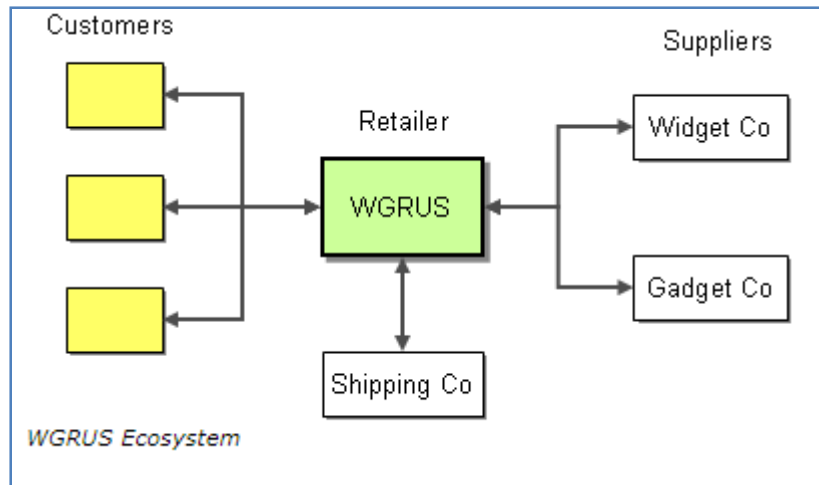 Customers
Suppliers
Retailer
Widget Co
WGRUS
Gadget Co
Shipping Co
WGRUS Ecosystem